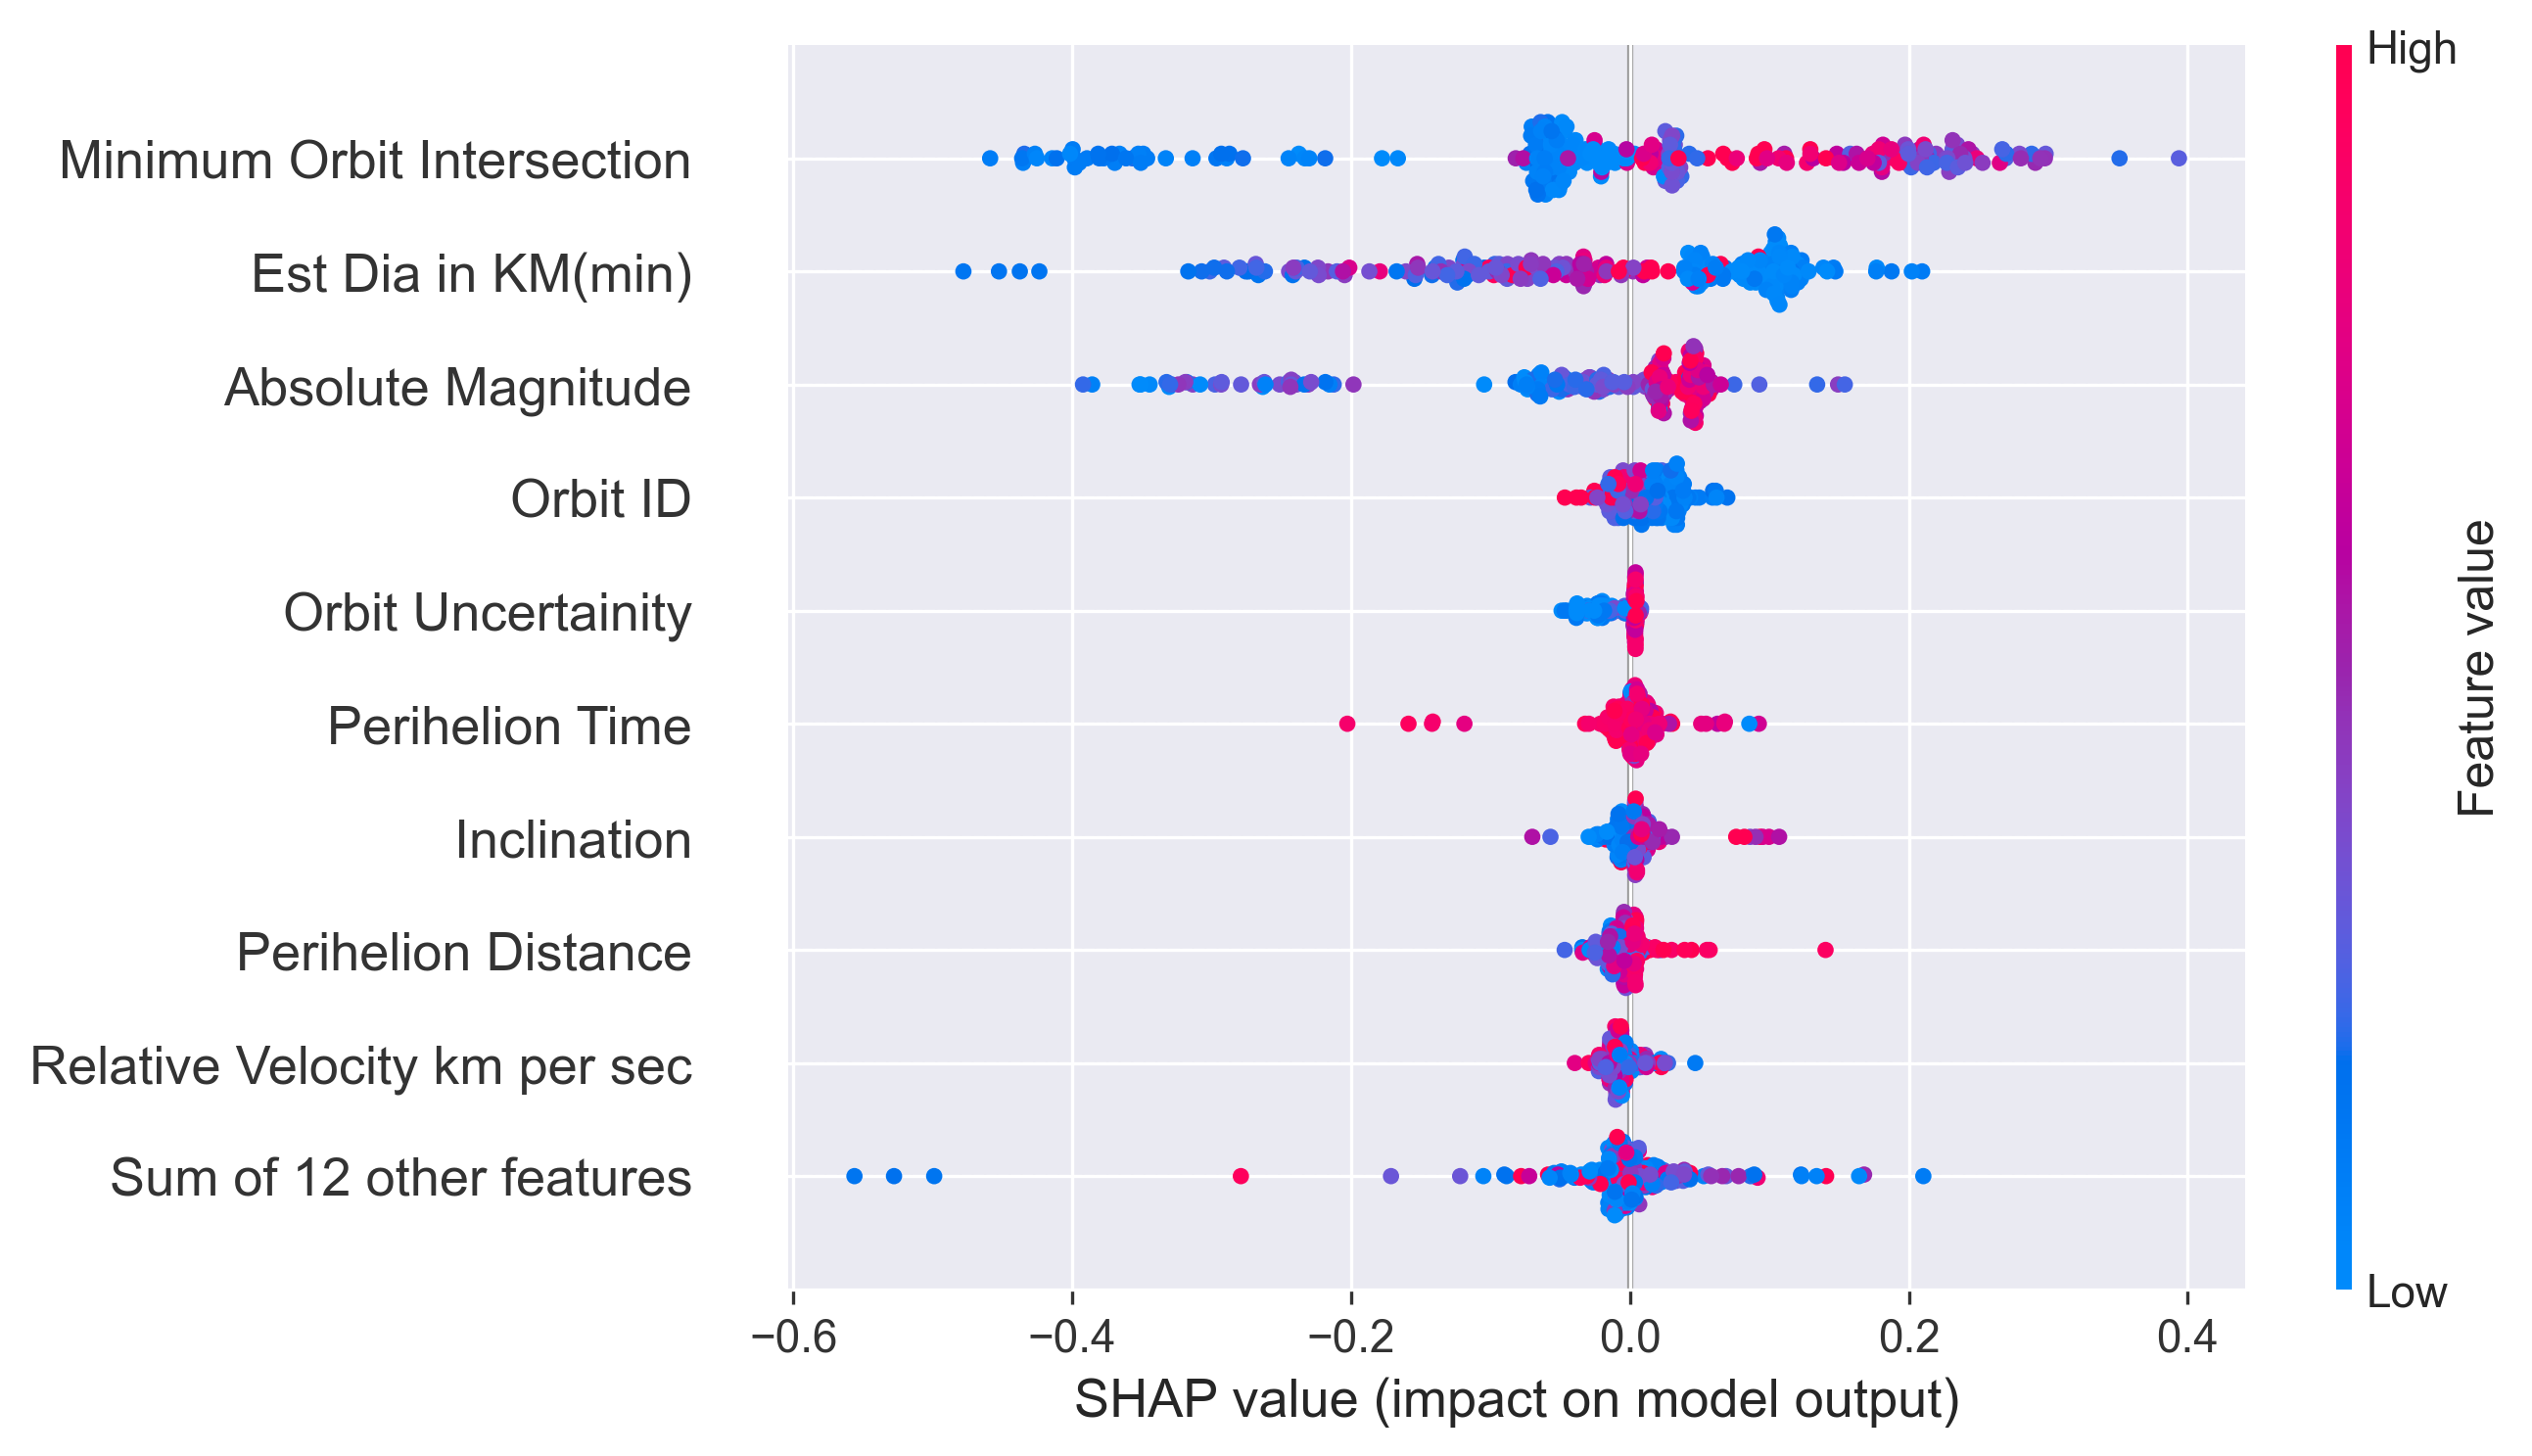 High
Minimum Orbit Intersection
Est Dia in KM(min)
Absolute Magnitude
Orbit ID
Orbit Uncertainity
Perihelion Time
Inclination
Perihelion Distance
Relative Velocity km per sec
Sum of 12 other features
Feature value
Low
−0.6 −0.4 −0.2 0.0 0.2 0.4
SHAP value (impact on model output)